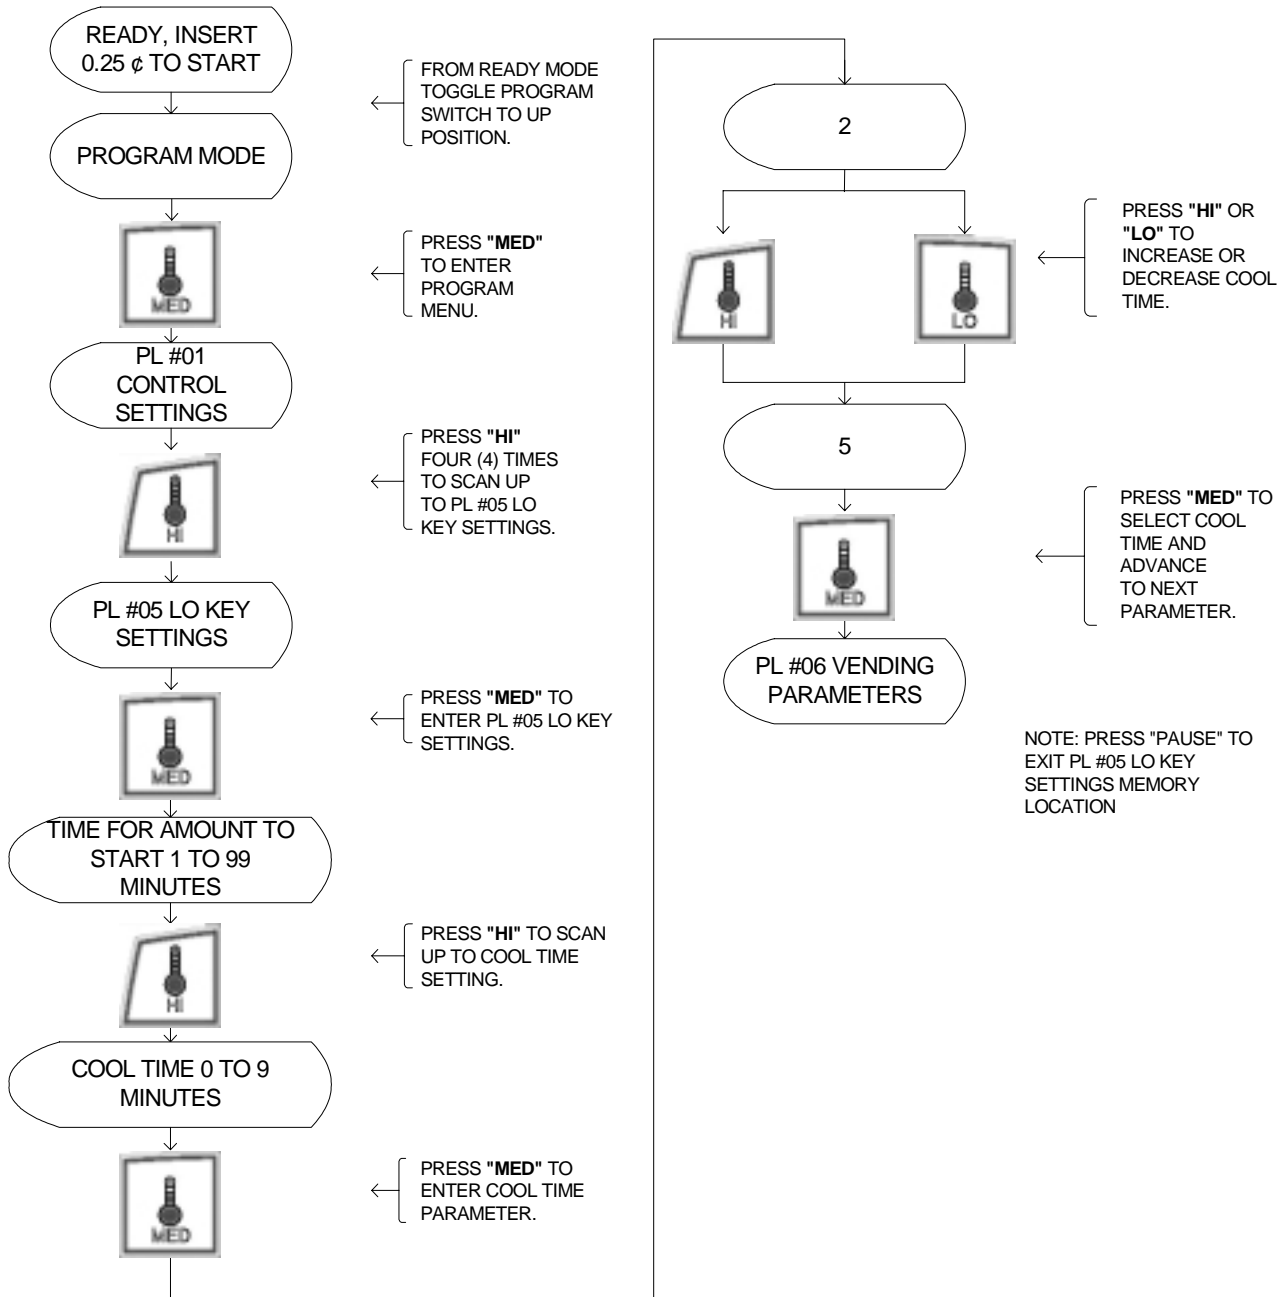 READY, INSERT
0.25 ¢ TO START
FROM READY MODE
TOGGLE PROGRAM
SWITCH TO UP
POSITION.
PROGRAM MODE
MED
PRESS "MED"
TO ENTER
PROGRAM
MENU.
PL #01
CONTROL
SETTINGS
HI
PRESS "HI"
FOUR (4) TIMES
TO SCAN UP
TO PL #05 LO
KEY SETTINGS.
PL #05 LO KEY
SETTINGS
MED
PRESS "MED" TO
ENTER PL #05 LO KEY
SETTINGS.
TIME FOR AMOUNT TO
START 1 TO 99
MINUTES
HI
PRESS "HI" TO SCAN
UP TO COOL TIME
SETTING.
COOL TIME 0 TO 9
MINUTES
MED
PRESS "MED" TO
ENTER COOL TIME
PARAMETER.
2
HI
LO
PRESS "HI" OR
"LO" TO
INCREASE OR
DECREASE COOL
TIME.
5
MED
PRESS "MED" TO
SELECT COOL
TIME AND
ADVANCE
TO NEXT
PARAMETER.
PL #06 VENDING
PARAMETERS
NOTE: PRESS "PAUSE" TO
EXIT PL #05 LO KEY
SETTINGS MEMORY
LOCATION